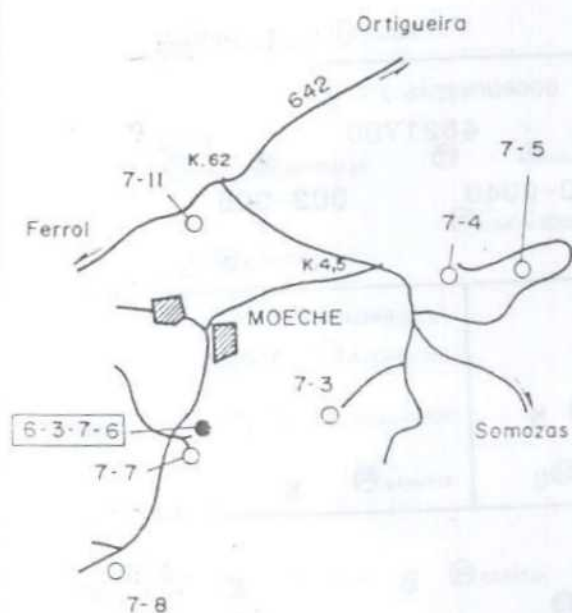 Ortigueira
642
K.62
7-5
7-11
7-4
Ferrol
K.4,5
MOECHE
7-3
6-3-7-6
Somozas
7-7
7-8